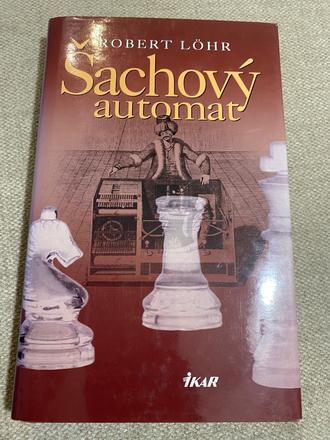 ROBERT LÖHR
Šachový
automat
IKAR